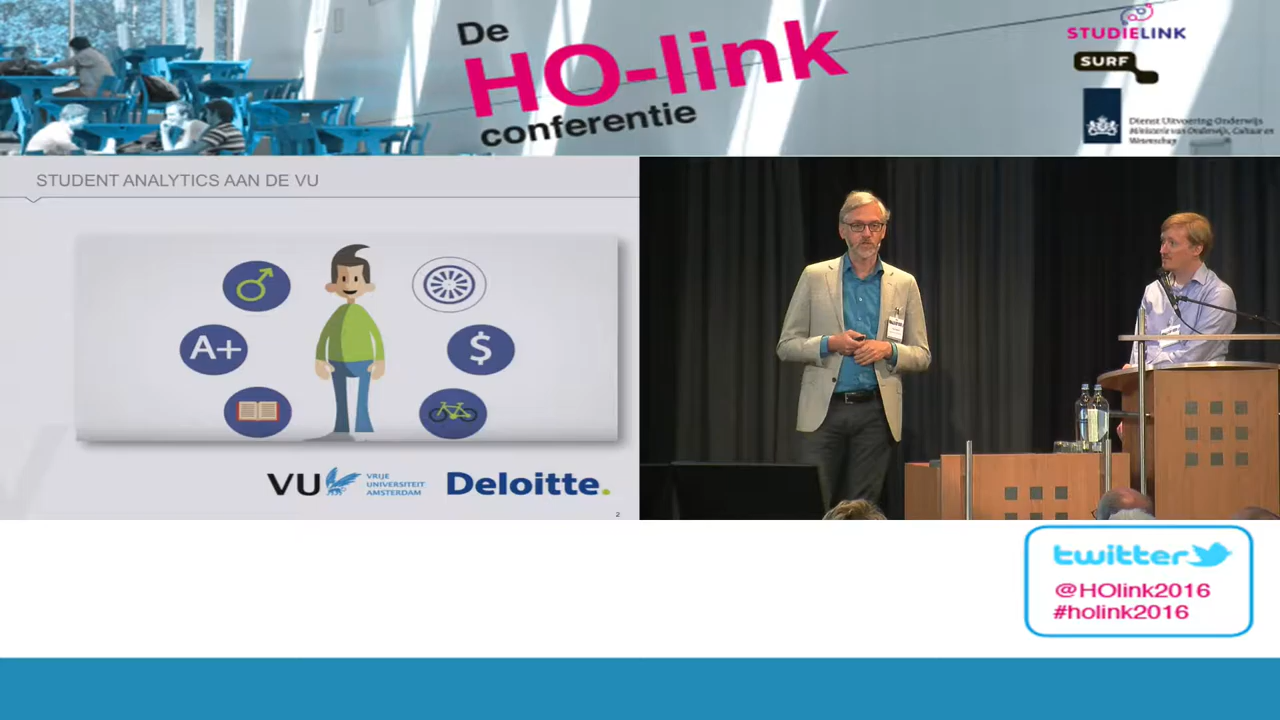 De
HO-link
conferentie
STUDIELINK
SURF
Dienst Uitvoering Onderwijs
Ministerie van Onderwijs, Cultuur en
Wetenschap
STUDENT ANALYTICS AAN DE VU
A+
$
VU
VRIJE
UNIVERSITEIT
AMSTERDAM
Deloitte.
2
twitter
@HOlink2016
#holink2016